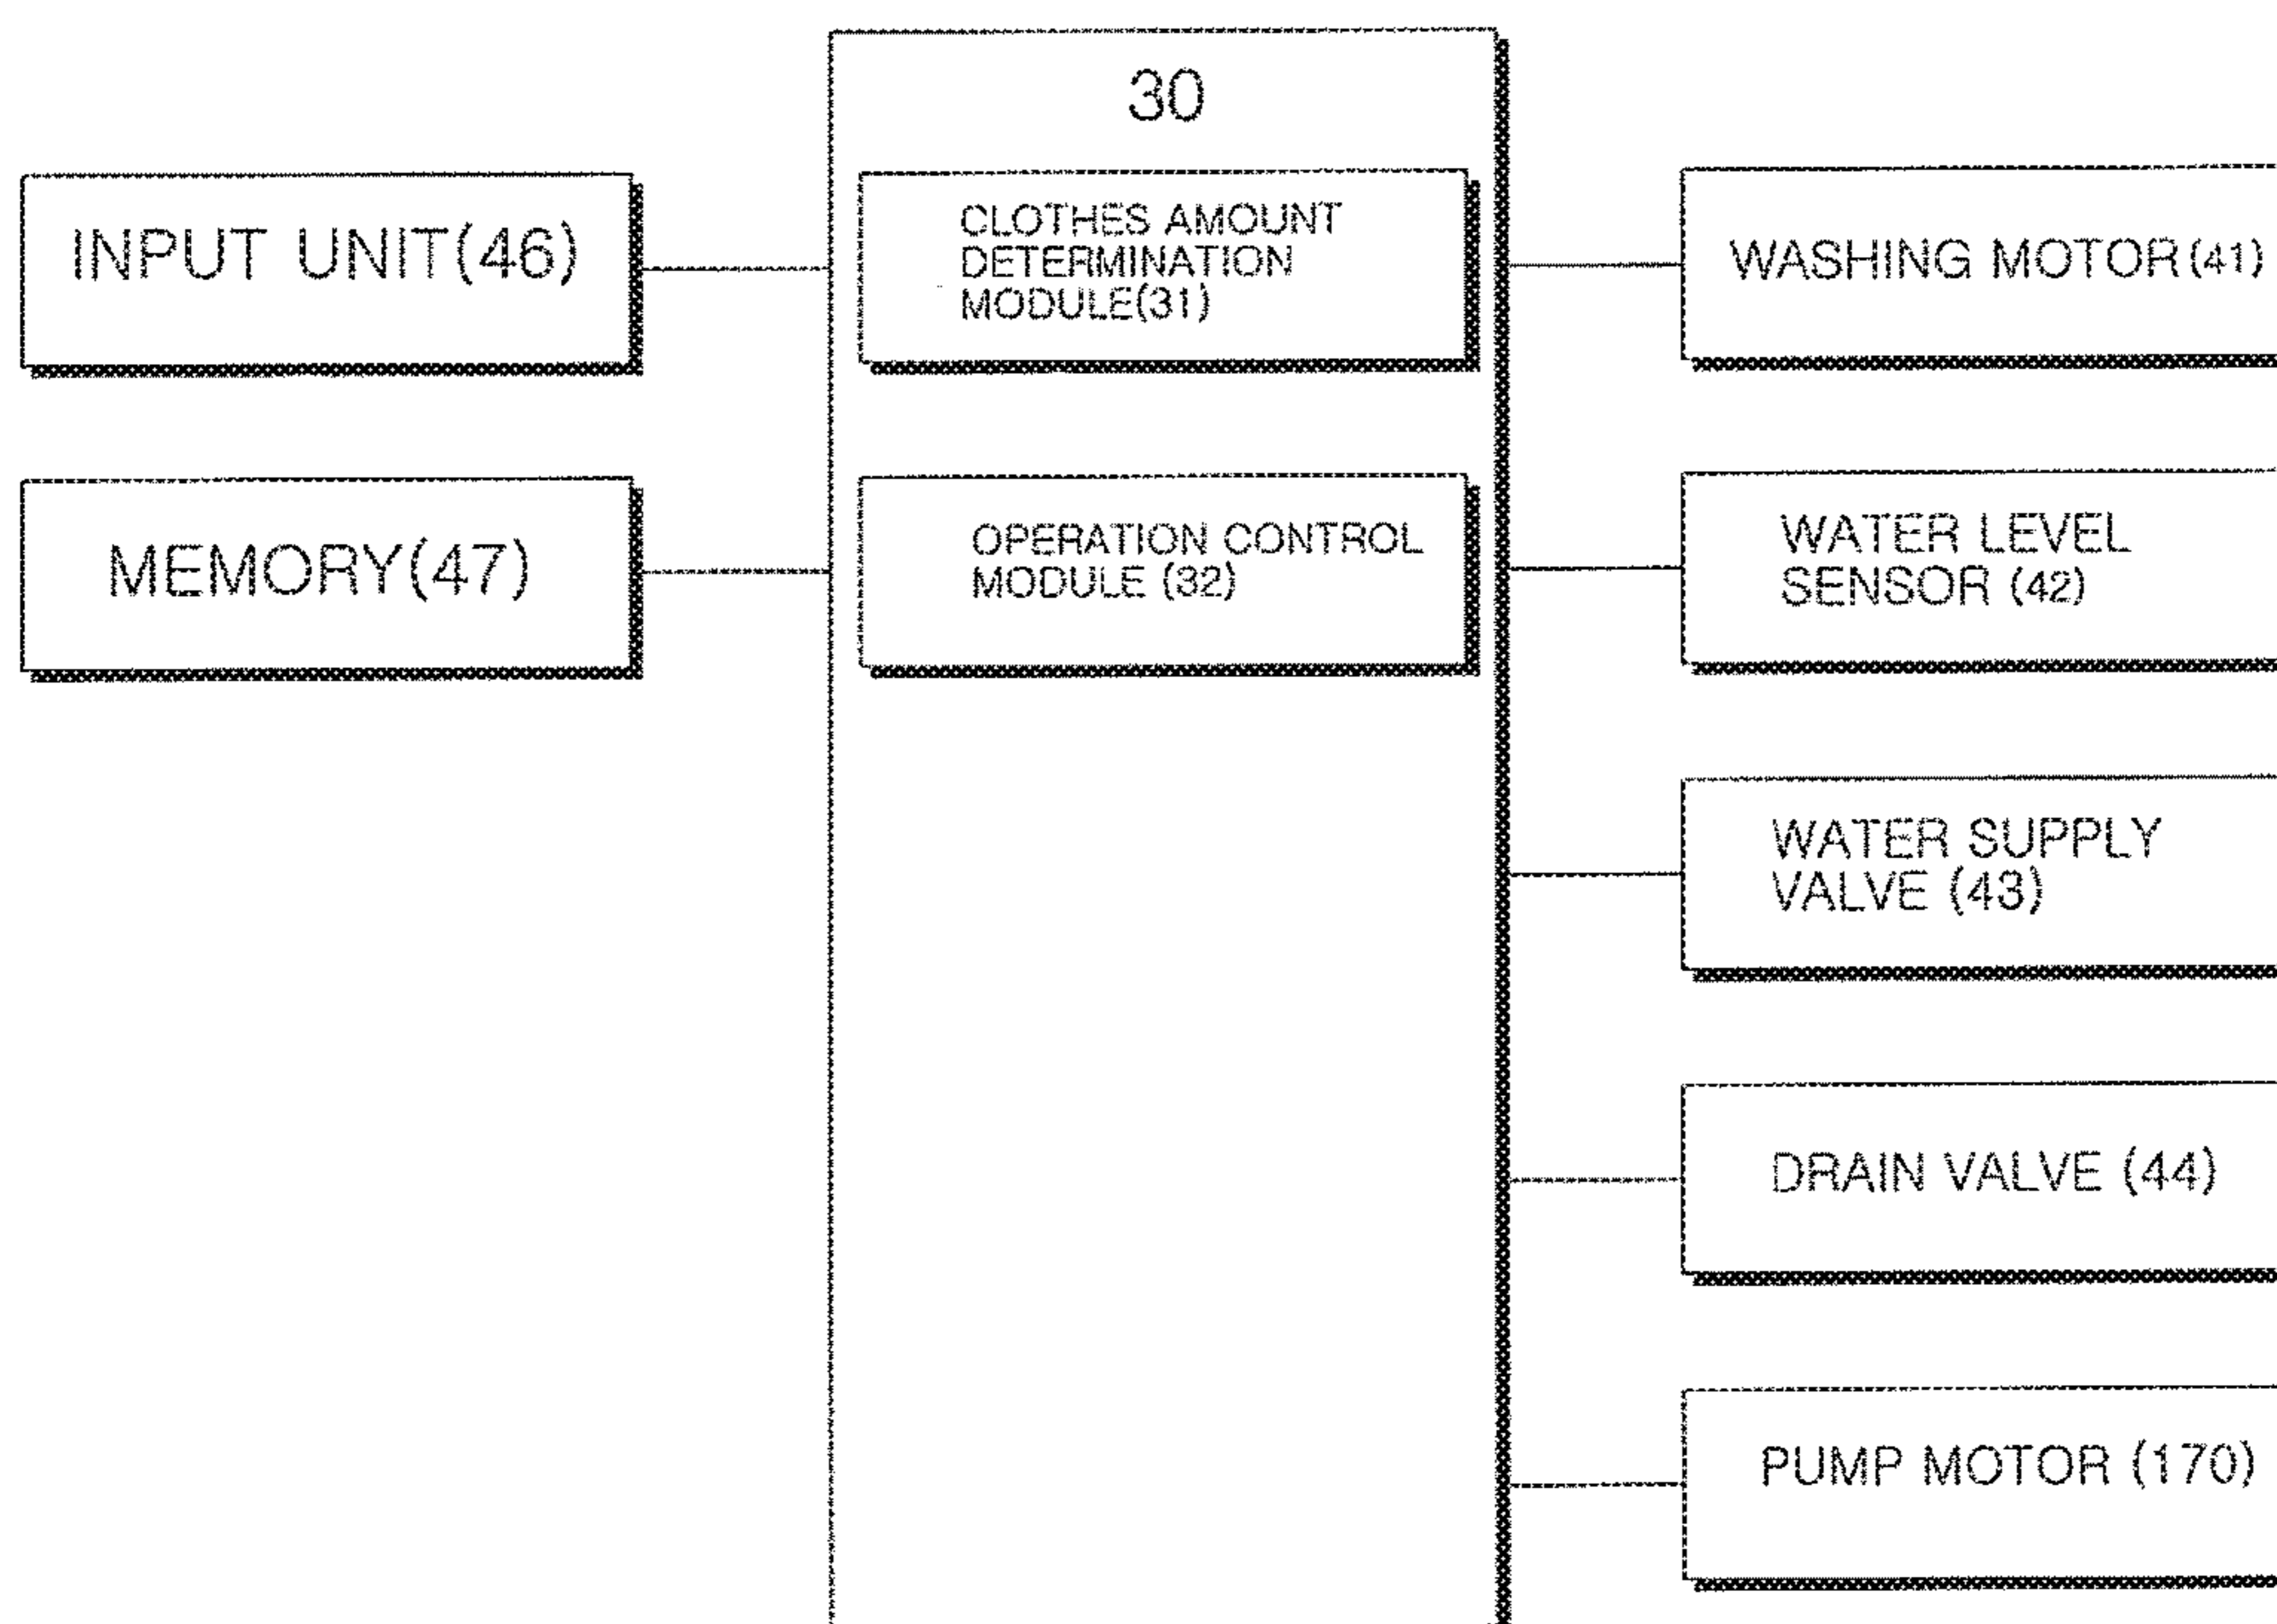 30
INPUT UNIT(46)
CLOTHES AMOUNT
DETERMINATION
MODULE(31)
WASHING MOTOR(41)
MEMORY(47)
OPERATION CONTROL
MODULE (32)
WATER LEVEL
SENSOR (42)
WATER SUPPLY
VALVE (43)
DRAIN VALVE (44)
PUMP MOTOR (170)